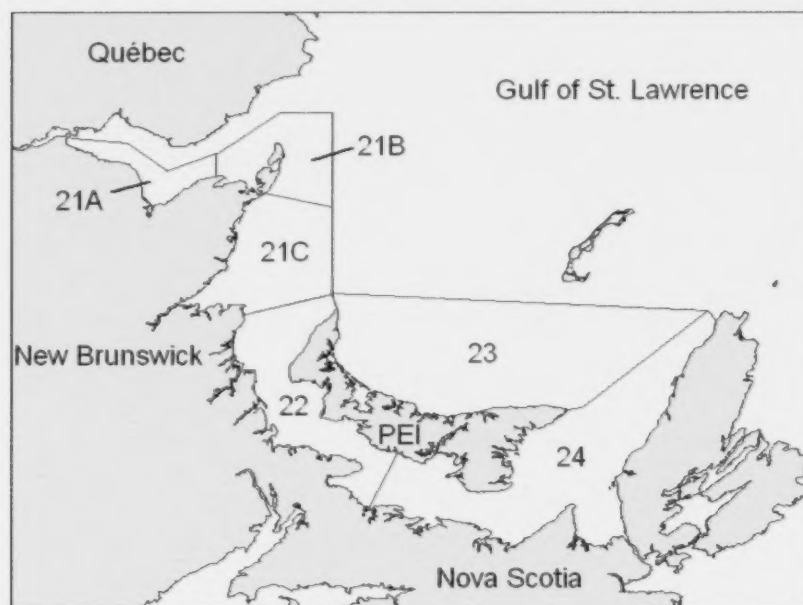 Québec
Gulf of St. Lawrence
21B
21A
21C
New Brunswick
23
22
PEI
24
Nova Scotia